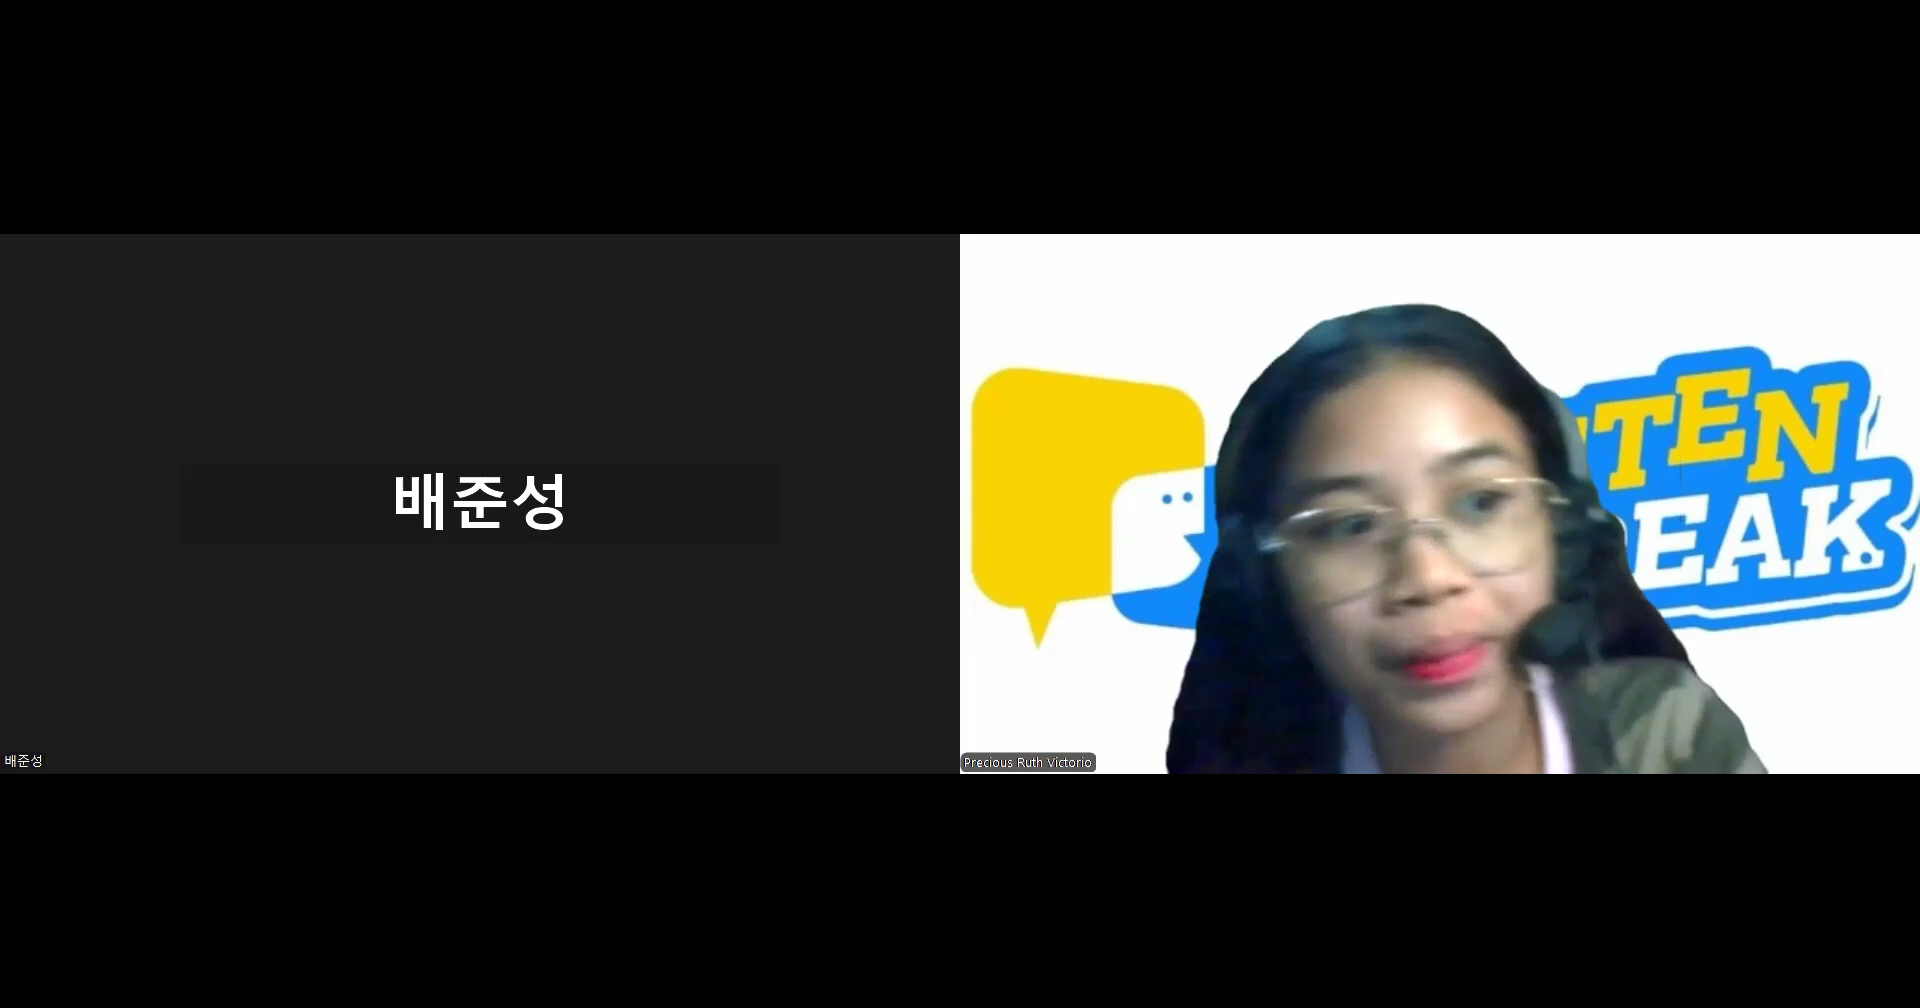 배준성
배준성
TEN
EAK
Precious Ruth Victorio